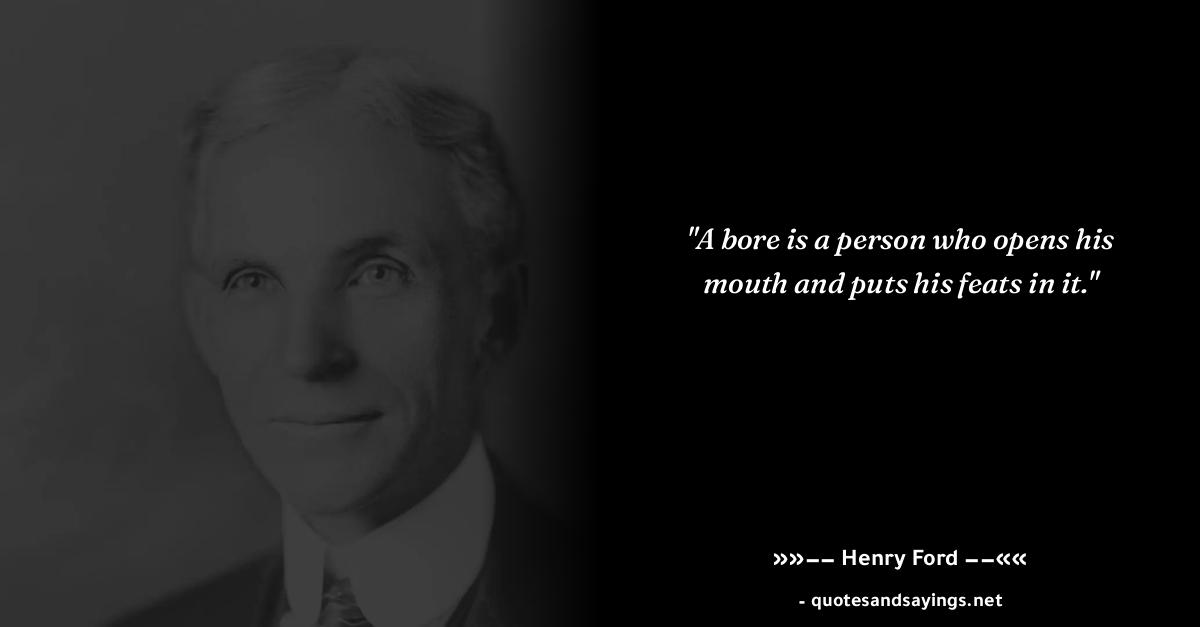 "A bore is a person who opens his
mouth and puts his feats in it."
»»−− Henry Ford −−««
- quotesandsayings.net